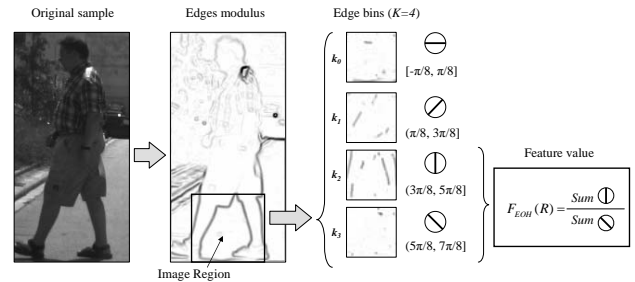 Original sample
Edges modulus
Edge bins (K=4)
k0
[-π/8, π/8]
k1
(π/8, 3π/8]
k2
(3π/8, 5π/8]
k3
(5π/8, 7π/8]
Image Region
Feature value
F_EOH (R) = Sum / Sum